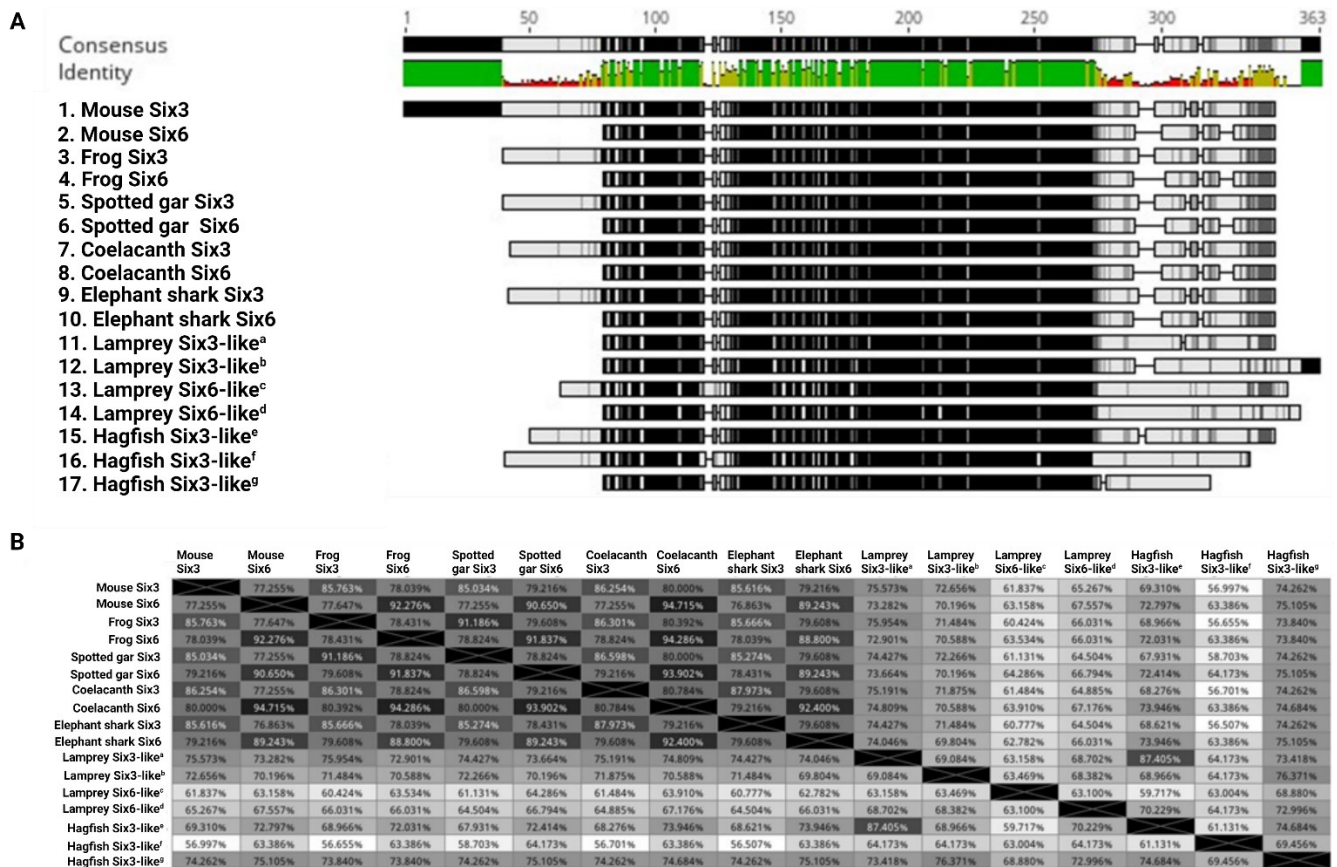 A
1 50 100 150 200 250 300 363
Consensus
Identity
1. Mouse Six3
2. Mouse Six6
3. Frog Six3
4. Frog Six6
5. Spotted gar Six3
6. Spotted gar Six6
7. Coelacanth Six3
8. Coelacanth Six6
9. Elephant shark Six3
10. Elephant shark Six6
11. Lamprey Six3-likeᵃ
12. Lamprey Six3-likeᵇ
13. Lamprey Six6-likeᶜ
14. Lamprey Six6-likeᵈ
15. Hagfish Six3-likeᵉ
16. Hagfish Six3-likeᶠ
17. Hagfish Six3-likeᵍ
B
Mouse Mouse Frog Frog Spotted Spotted Coelacanth Coelacanth Elephant Elephant Lamprey Lamprey Lamprey Lamprey Hagfish Hagfish Hagfish
Six3 Six6 Six3 Six6 gar Six3 gar Six6 Six3 Six6 shark Six3 shark Six6 Six3-likeᵃ Six3-likeᵇ Six6-likeᶜ Six6-likeᵈ Six3-likeᵉ Six3-likeᶠ Six3-likeᵍ
Mouse Six3 77.255% 85.763% 78.039% 85.034% 79.216% 86.254% 80.000% 85.616% 79.216% 75.573% 72.656% 61.837% 65.267% 69.310% 56.997% 74.262%
Mouse Six6 77.255% 77.647% 92.276% 77.255% 90.650% 77.255% 94.715% 76.863% 89.243% 73.282% 70.196% 63.158% 67.557% 72.797% 63.386% 75.105%
Frog Six3 85.763% 77.647% 78.431% 91.186% 79.608% 86.301% 80.392% 85.666% 79.608% 75.954% 71.484% 60.424% 66.031% 68.966% 56.655% 73.840%
Frog Six6 78.039% 92.276% 78.431% 78.824% 91.837% 78.824% 94.286% 78.039% 88.800% 72.901% 70.588% 63.534% 66.031% 72.031% 63.386% 73.840%
Spotted gar Six3 85.034% 77.255% 91.186% 78.824% 78.824% 86.598% 80.000% 85.274% 79.608% 74.427% 72.266% 61.131% 64.504% 67.931% 58.703% 74.262%
Spotted gar Six6 79.216% 90.650% 79.608% 91.837% 78.824% 79.216% 93.902% 78.431% 89.243% 73.664% 70.196% 64.286% 66.794% 72.414% 63.386% 75.105%
Coelacanth Six3 86.254% 77.255% 86.301% 78.824% 86.598% 79.216% 80.784% 87.973% 79.608% 75.191% 71.875% 61.484% 64.885% 68.276% 56.701% 74.262%
Coelacanth Six6 80.000% 94.715% 80.392% 94.286% 80.000% 93.902% 80.784% 79.216% 92.400% 74.809% 70.588% 63.910% 67.176% 73.946% 63.386% 74.684%
Elephant shark Six3 85.616% 76.863% 85.666% 78.039% 85.274% 78.431% 87.973% 79.216% 79.608% 74.427% 71.484% 60.777% 64.504% 68.621% 56.507% 74.262%
Elephant shark Six6 79.216% 89.243% 79.608% 88.800% 79.608% 89.243% 79.608% 92.400% 79.608% 74.046% 69.804% 62.782% 66.031% 73.946% 63.386% 75.105%
Lamprey Six3-likeᵃ 75.573% 73.282% 75.954% 72.901% 74.427% 73.664% 75.191% 74.809% 74.427% 74.046% 69.084% 63.158% 68.702% 87.405% 64.173% 73.418%
Lamprey Six3-likeᵇ 72.656% 70.196% 71.484% 70.588% 72.266% 70.196% 71.875% 70.588% 71.484% 69.804% 69.084% 63.469% 68.382% 68.966% 64.173% 76.371%
Lamprey Six6-likeᶜ 61.837% 63.158% 60.424% 63.534% 61.131% 64.286% 61.484% 63.910% 60.777% 62.782% 63.158% 63.469% 63.100% 59.717% 63.004% 68.880%
Lamprey Six6-likeᵈ 65.267% 67.557% 66.031% 66.031% 64.504% 66.794% 64.885% 67.176% 64.504% 66.031% 68.702% 68.382% 63.100% 70.229% 64.173% 72.996%
Hagfish Six3-likeᵉ 69.310% 72.797% 68.966% 72.031% 67.931% 72.414% 68.276% 73.946% 68.621% 73.946% 87.405% 68.966% 59.717% 70.229% 61.131% 74.684%
Hagfish Six3-likeᶠ 56.997% 63.386% 56.655% 63.386% 58.703% 63.386% 56.701% 63.386% 56.507% 63.386% 64.173% 64.173% 63.004% 64.173% 61.131% 69.456%
Hagfish Six3-likeᵍ 74.262% 75.105% 73.840% 73.840% 74.262% 75.105% 74.262% 74.684% 74.262% 75.105% 73.418% 76.371% 68.880% 72.996% 74.684% 69.456%